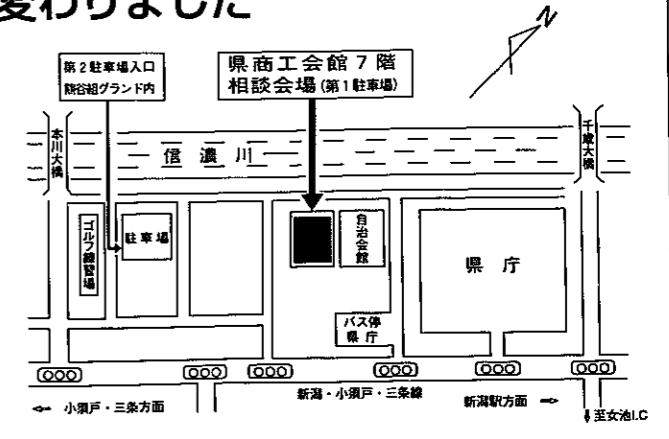 変わりました
第2駐車場入口
熊谷組グランド内
県商工会館7階
相談会場(第1駐車場)
N
本川大橋
信濃川
千歳大橋
ゴルフ練習場
駐車場
自治会館
県庁
バス停
県庁
小須戸・三条方面
新潟・小須戸・三条線
新潟駅方面
至女池I.C